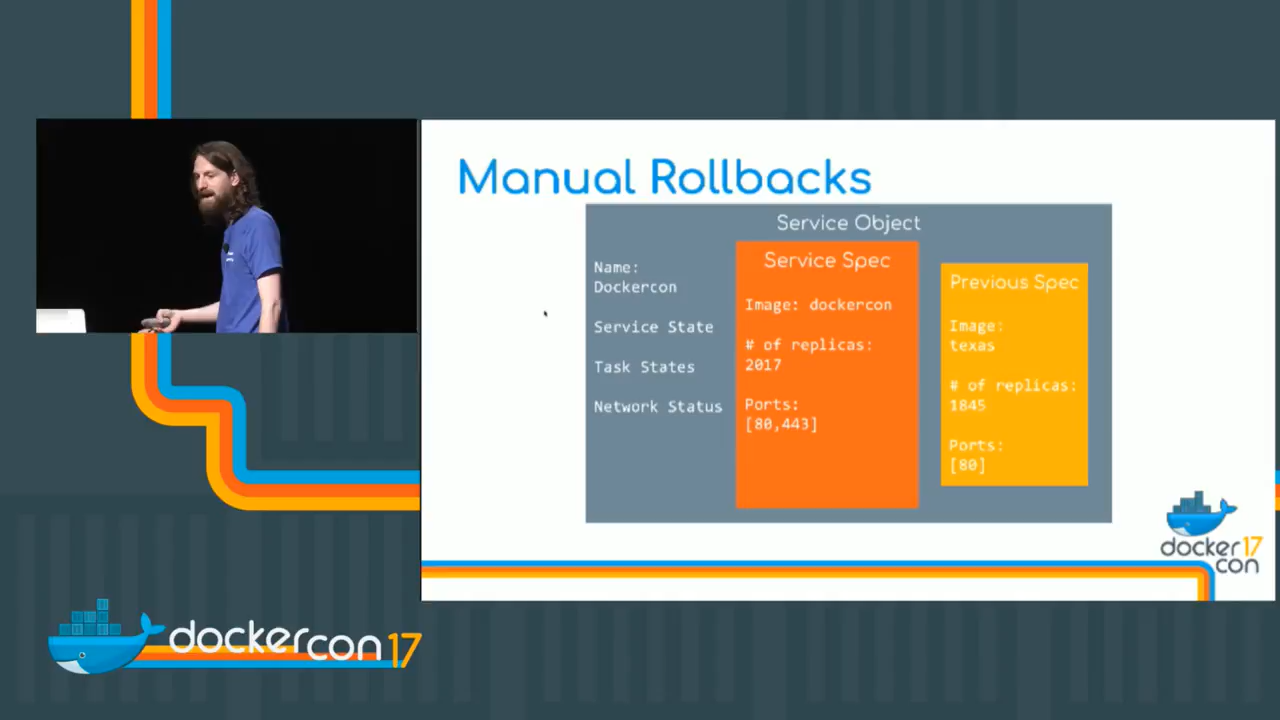 Manual Rollbacks
Service Object
Name:
Dockercon
Service State
Task States
Network Status
Service Spec
Image: dockercon
# of replicas:
2017
Ports:
[80,443]
Previous Spec
Image:
texas
# of replicas:
1845
Ports:
[80]
docker 17
con
dockercon 17